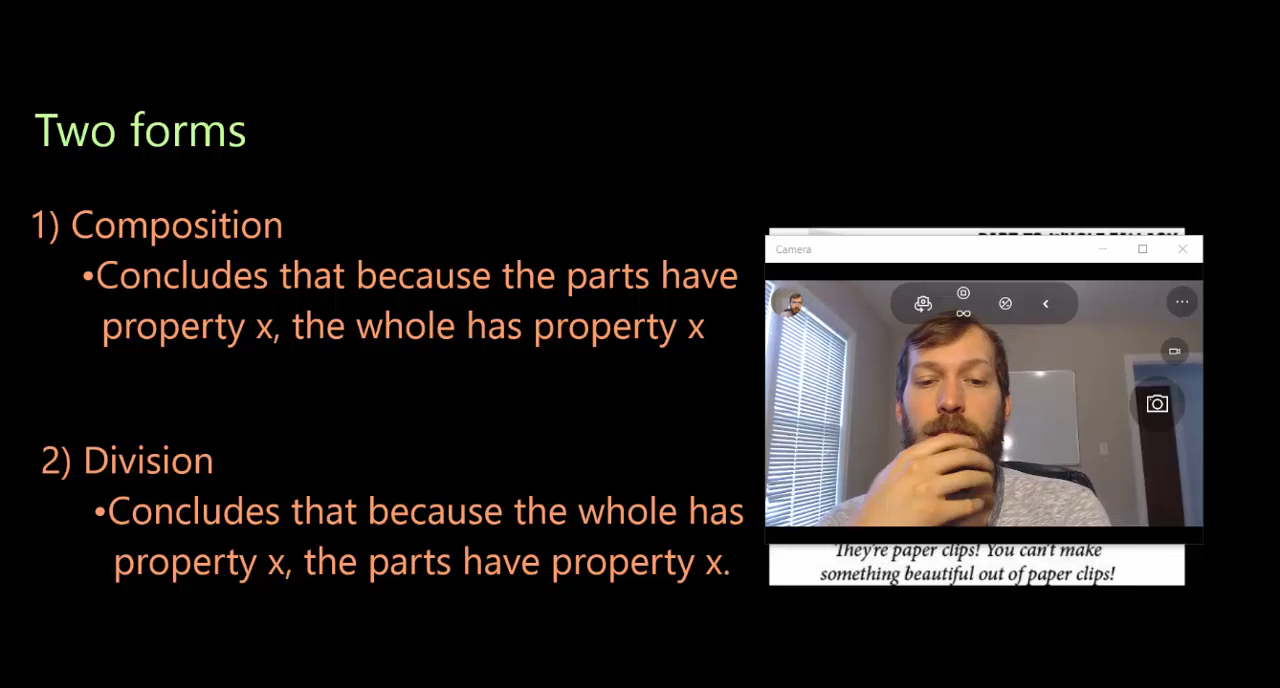 Two forms
1) Composition
•Concludes that because the parts have
property x, the whole has property x
2) Division
•Concludes that because the whole has
property x, the parts have property x.
Camera
They're paper clips! You can't make
something beautiful out of paper clips!